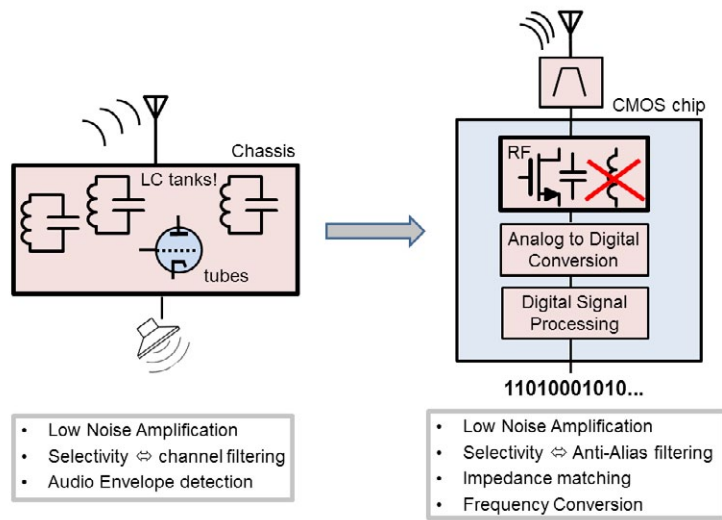 Chassis
LC tanks!
tubes
• Low Noise Amplification
• Selectivity ⇔ channel filtering
• Audio Envelope detection
CMOS chip
RF
Analog to Digital
Conversion
Digital Signal
Processing
11010001010...
• Low Noise Amplification
• Selectivity ⇔ Anti-Alias filtering
• Impedance matching
• Frequency Conversion